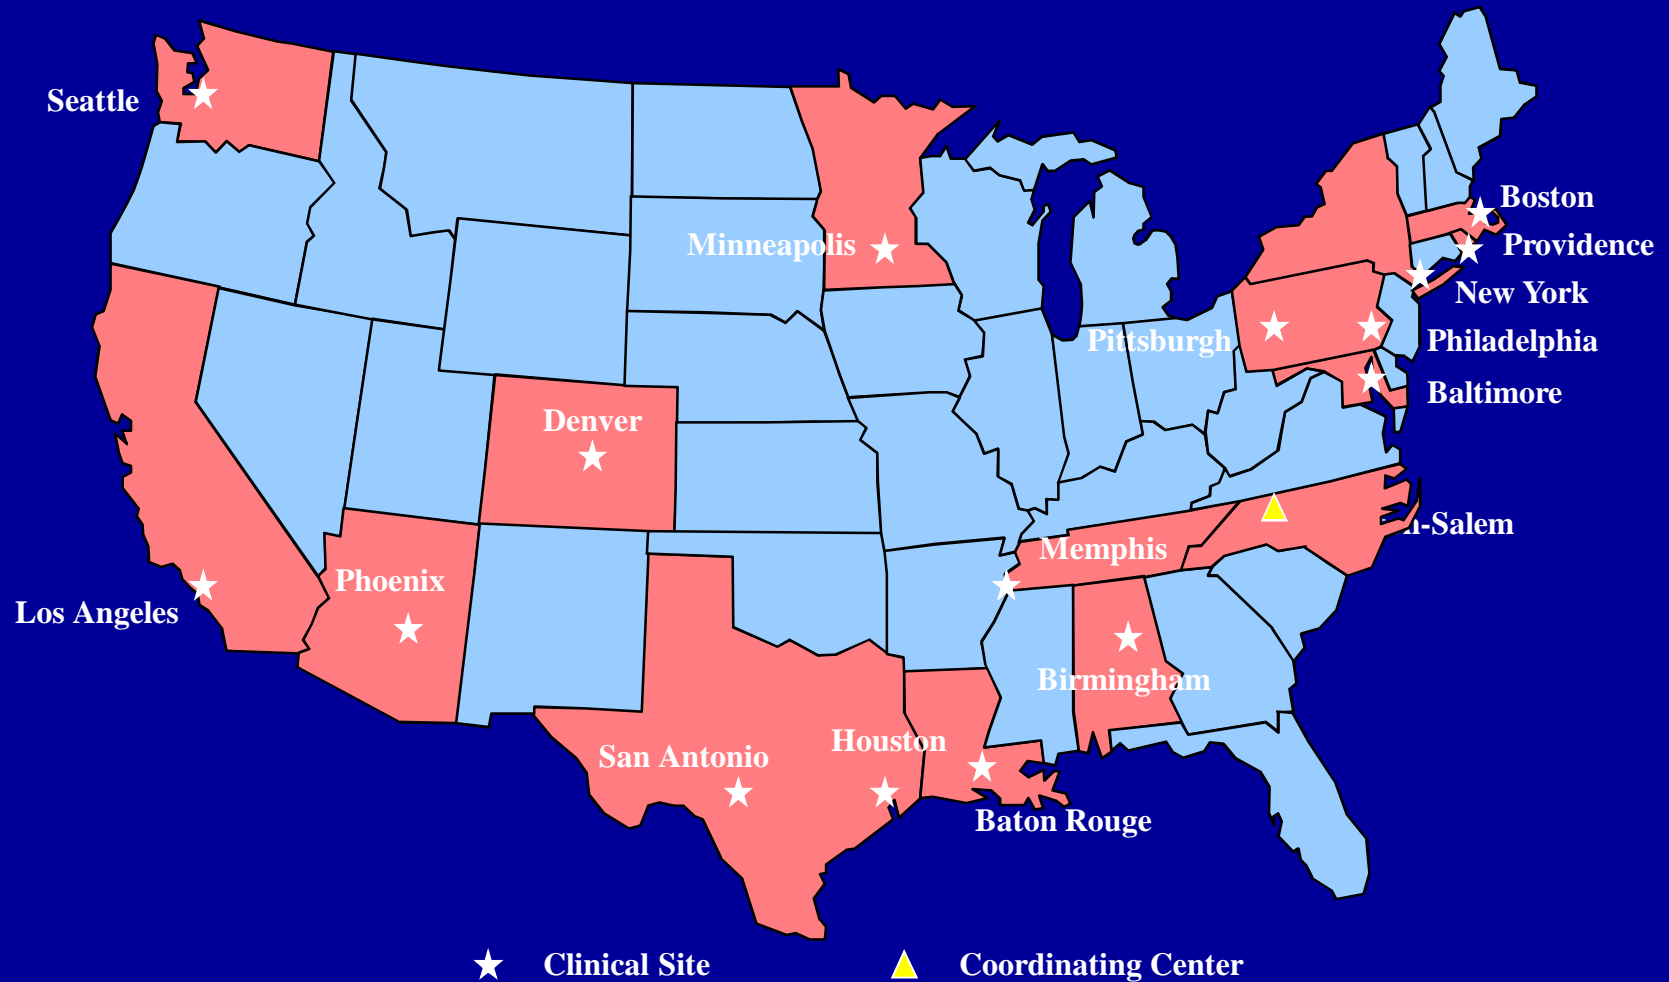 Seattle
Boston
Minneapolis
Providence
New York
Pittsburgh
Philadelphia
Baltimore
Denver
n-Salem
Memphis
Phoenix
Los Angeles
Birmingham
Houston
San Antonio
Baton Rouge
Clinical Site
Coordinating Center